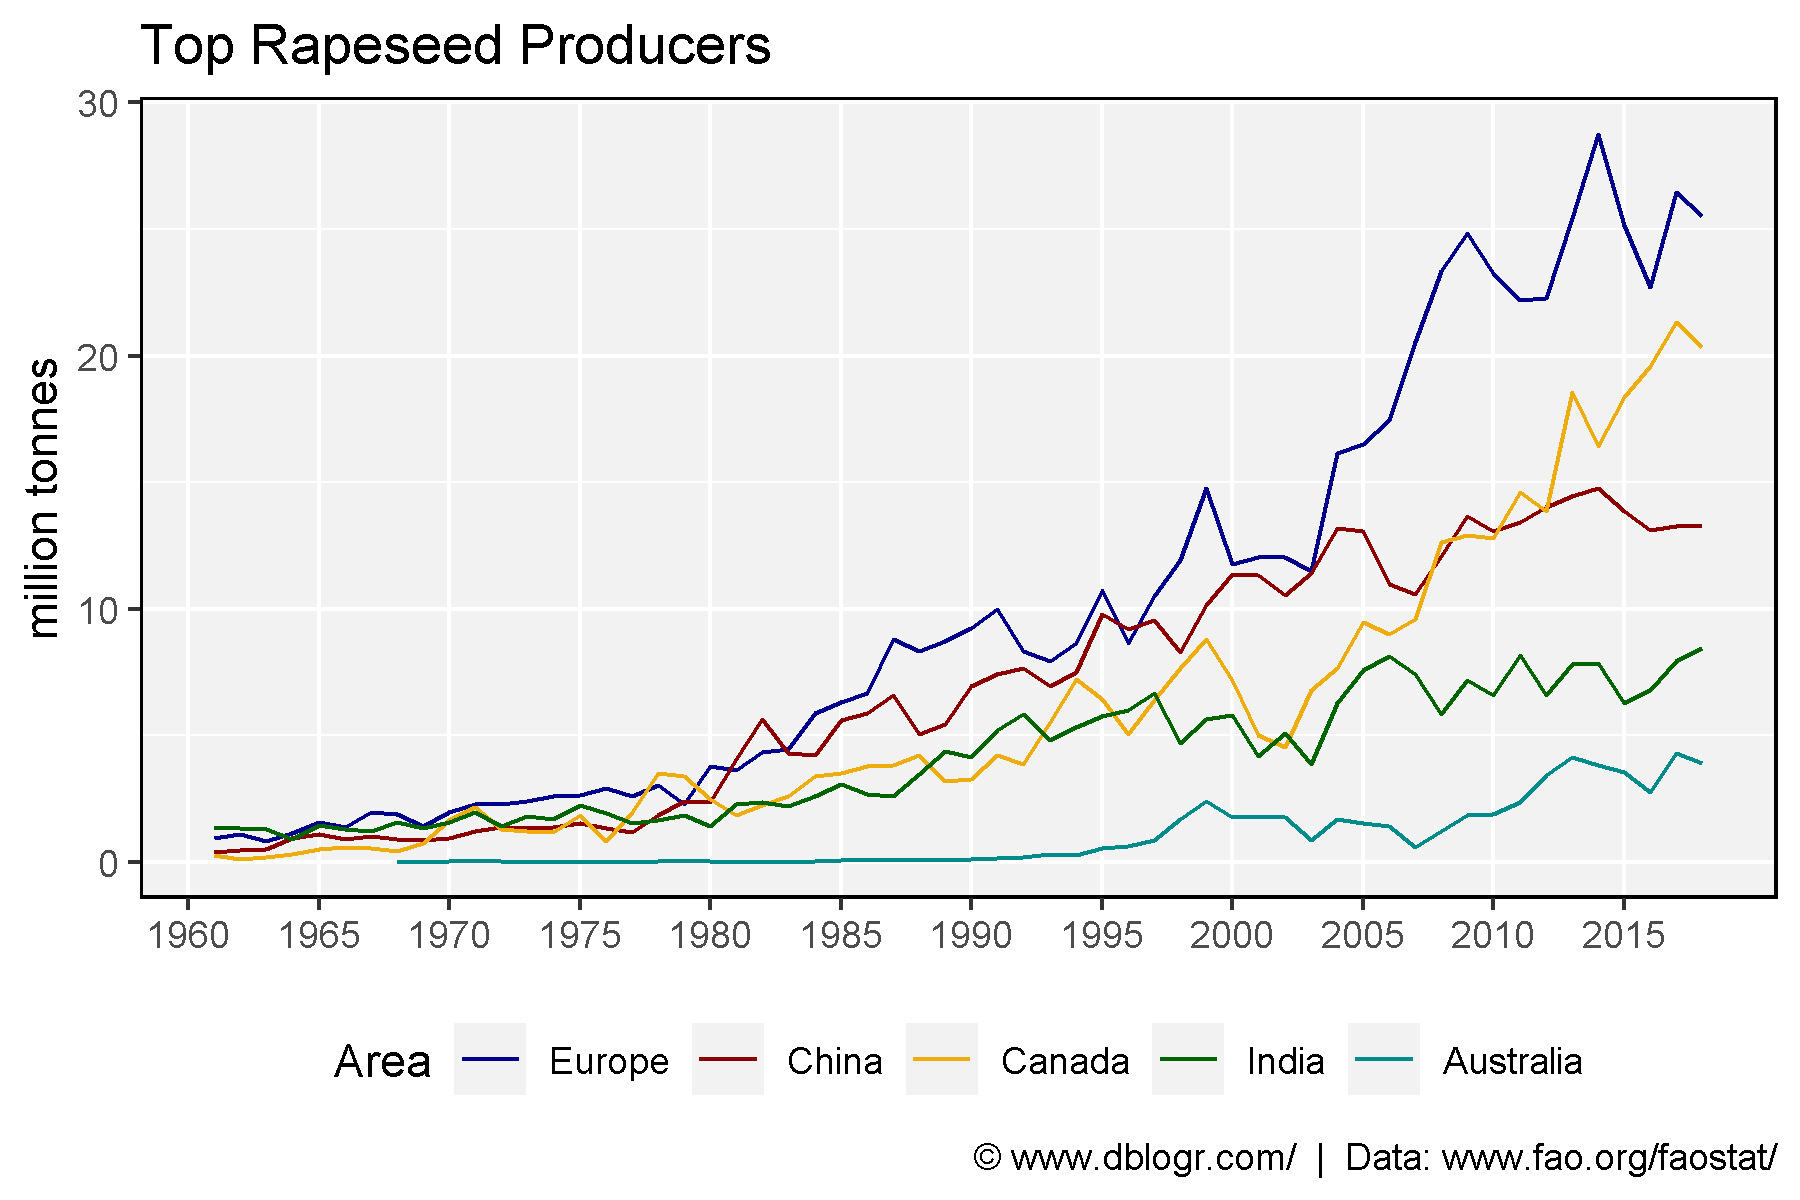 Top Rapeseed Producers
30
20
10
0
million tonnes
1960 1965 1970 1975 1980 1985 1990 1995 2000 2005 2010 2015
Area Europe China Canada India Australia
© www.dblogr.com/ | Data: www.fao.org/faostat/